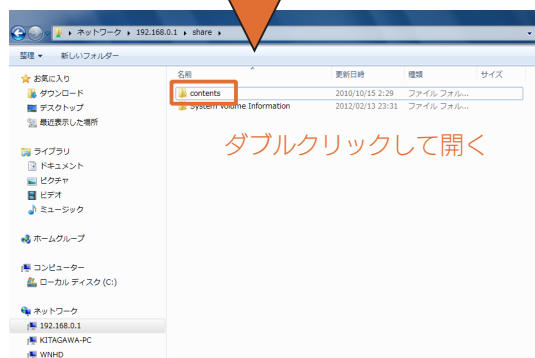 ネットワーク ▸ 192.168.0.1 ▸ share ▸
整理 ▼ 新しいフォルダー
名前 更新日時 種類 サイズ
お気に入り
ダウンロード
デスクトップ
最近表示した場所
ライブラリ
ドキュメント
ピクチャ
ビデオ
ミュージック
ホームグループ
コンピューター
ローカル ディスク (C:)
ネットワーク
192.168.0.1
KITAGAWA-PC
WNHD
contents 2010/10/15 2:29 ファイル フォル...
System Volume Information 2012/02/13 23:31 ファイル フォル...
ダブルクリックして開く